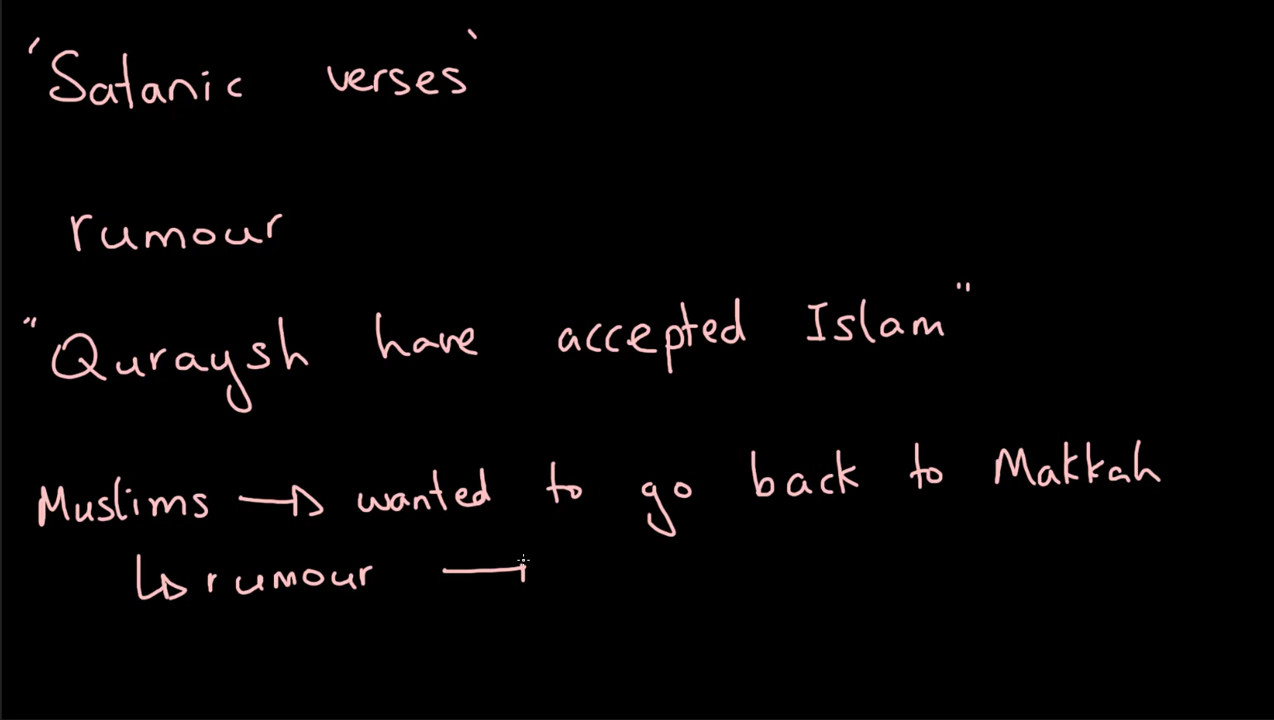 'Satanic verses'
rumour
"Quraysh have accepted Islam"
Muslims → wanted to go back to Makkah
↳ rumour —